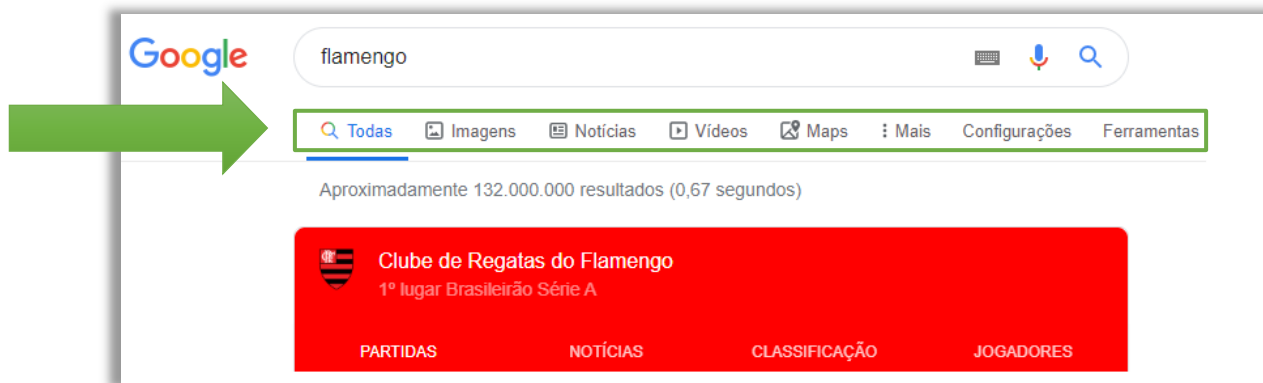 Google flamengo
Todas Imagens Notícias Vídeos Maps Mais Configurações Ferramentas
Aproximadamente 132.000.000 resultados (0,67 segundos)
Clube de Regatas do Flamengo
1º lugar Brasileirão Série A
PARTIDAS NOTÍCIAS CLASSIFICAÇÃO JOGADORES